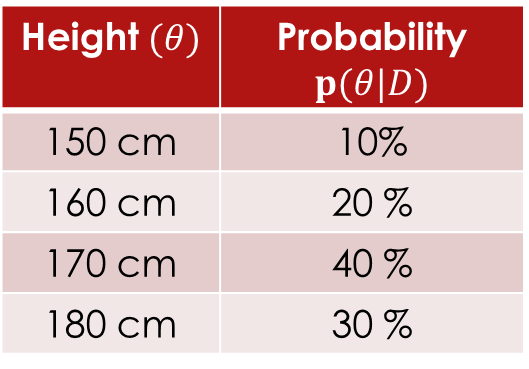 Height (θ) Probability
p(θ|D)
150 cm 10%
160 cm 20 %
170 cm 40 %
180 cm 30 %